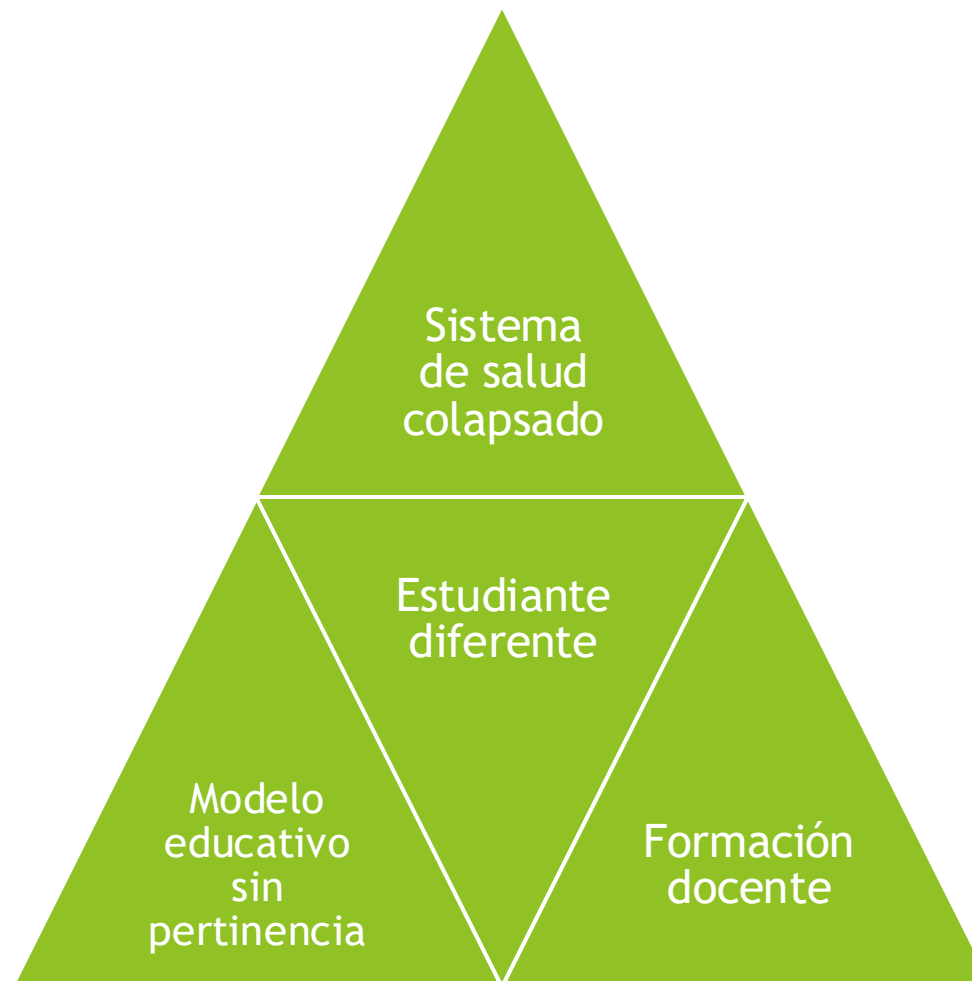 Sistema
de salud
colapsado
Estudiante
diferente
Modelo
educativo
sin
pertinencia
Formación
docente